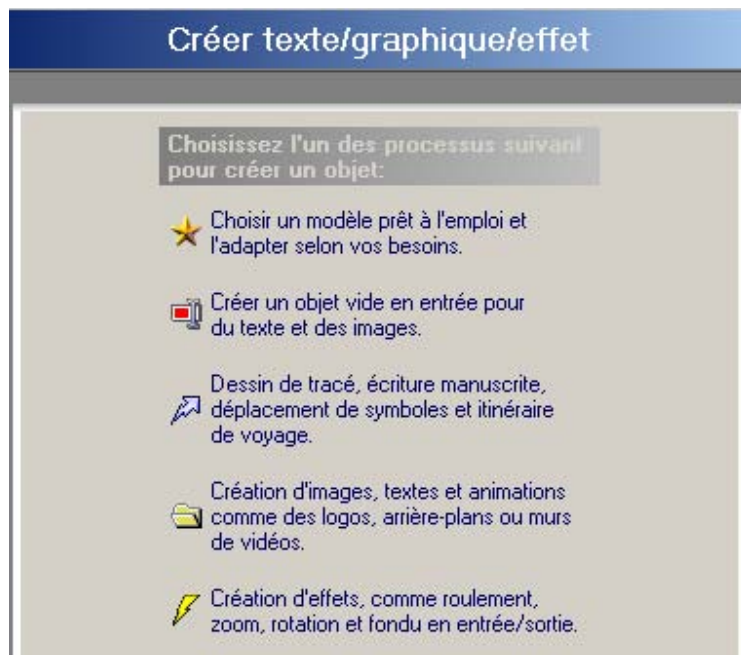 Créer texte/graphique/effet
Choisissez l'un des processus suivant
pour créer un objet:
Choisir un modèle prêt à l'emploi et
l'adapter selon vos besoins.
Créer un objet vide en entrée pour
du texte et des images.
Dessin de tracé, écriture manuscrite,
déplacement de symboles et itinéraire
de voyage.
Création d'images, textes et animations
comme des logos, arrière-plans ou murs
de vidéos.
Création d'effets, comme roulement,
zoom, rotation et fondu en entrée/sortie.